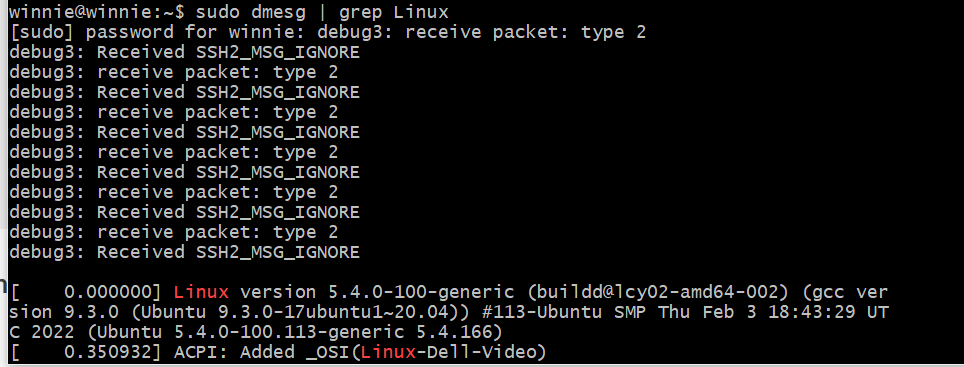 winnie@winnie:~$ sudo dmesg | grep Linux
[sudo] password for winnie: debug3: receive packet: type 2
debug3: Received SSH2_MSG_IGNORE
debug3: receive packet: type 2
debug3: Received SSH2_MSG_IGNORE
debug3: receive packet: type 2
debug3: Received SSH2_MSG_IGNORE
debug3: receive packet: type 2
debug3: Received SSH2_MSG_IGNORE
debug3: receive packet: type 2
debug3: Received SSH2_MSG_IGNORE
debug3: receive packet: type 2
debug3: Received SSH2_MSG_IGNORE
[    0.000000] Linux version 5.4.0-100-generic (buildd@lcy02-amd64-002) (gcc ver
sion 9.3.0 (Ubuntu 9.3.0-17ubuntu1~20.04)) #113-Ubuntu SMP Thu Feb 3 18:43:29 UT
C 2022 (Ubuntu 5.4.0-100.113-generic 5.4.166)
[    0.350932] ACPI: Added _OSI(Linux-Dell-Video)